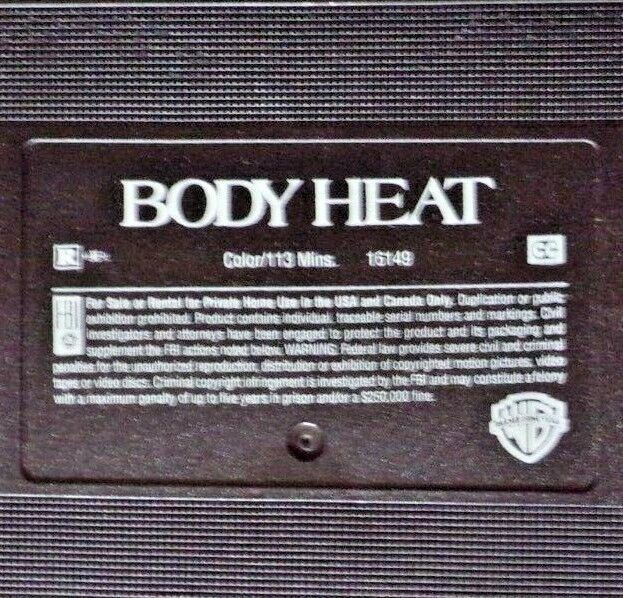 BODY HEAT
R
Color/113 Mins. 16149
CC
FBI
For Sale or Rental for Private Home Use in the USA and Canada Only. Duplication or public
exhibition prohibited. Product contains individual, traceable serial numbers and markings. Civil
investigators and attorneys have been engaged to protect the product and its packaging and
supplement the FBI actions noted below. WARNING: Federal law provides severe civil and criminal
penalties for the unauthorized reproduction, distribution or exhibition of copyrighted motion pictures, video
tapes or video discs. Criminal copyright infringement is investigated by the FBI and may constitute a felony
with a maximum penalty of up to five years in prison and/or a $250,000 fine.
WB